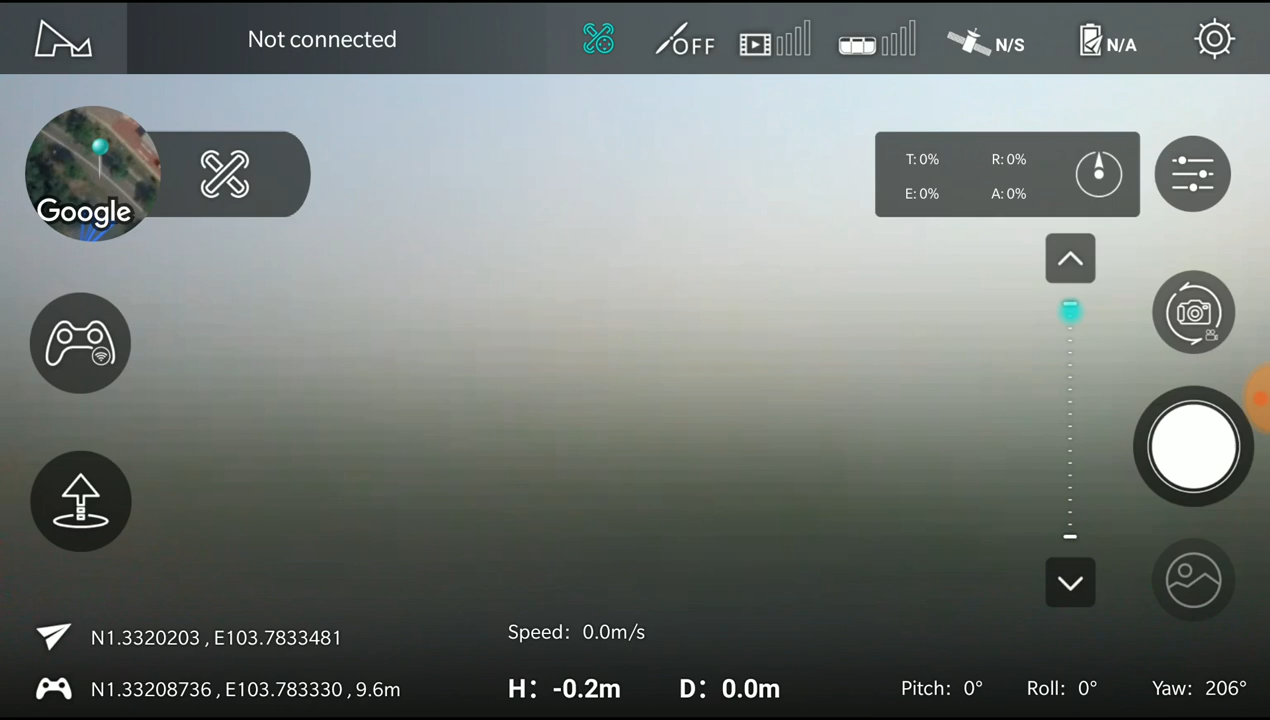 Not connected
OFF
N/S
N/A
Google
T: 0%
R: 0%
E: 0%
A: 0%
N1.3320203 , E103.7833481
Speed: 0.0m/s
N1.33208736 , E103.783330 , 9.6m
H: -0.2m
D: 0.0m
Pitch: 0°
Roll: 0°
Yaw: 206°